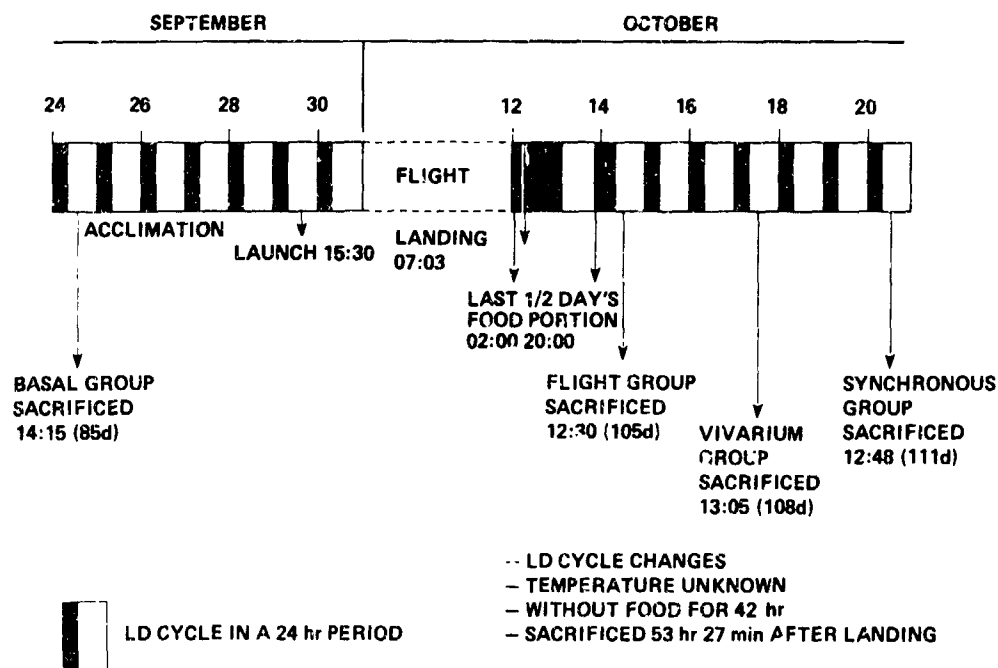 SEPTEMBER
OCTOBER
24 26 28 30 12 14 16 18 20
FLIGHT
ACCLIMATION
LAUNCH 15:30
LANDING
07:03
LAST 1/2 DAY'S
FOOD PORTION
02:00 20:00
BASAL GROUP
SACRIFICED
14:15 (85d)
FLIGHT GROUP
SACRIFICED
12:30 (105d)
VIVARIUM
GROUP
SACRIFICED
13:05 (108d)
SYNCHRONOUS
GROUP
SACRIFICED
12:48 (111d)
LD CYCLE IN A 24 hr PERIOD
-- LD CYCLE CHANGES
– TEMPERATURE UNKNOWN
– WITHOUT FOOD FOR 42 hr
– SACRIFICED 53 hr 27 min AFTER LANDING